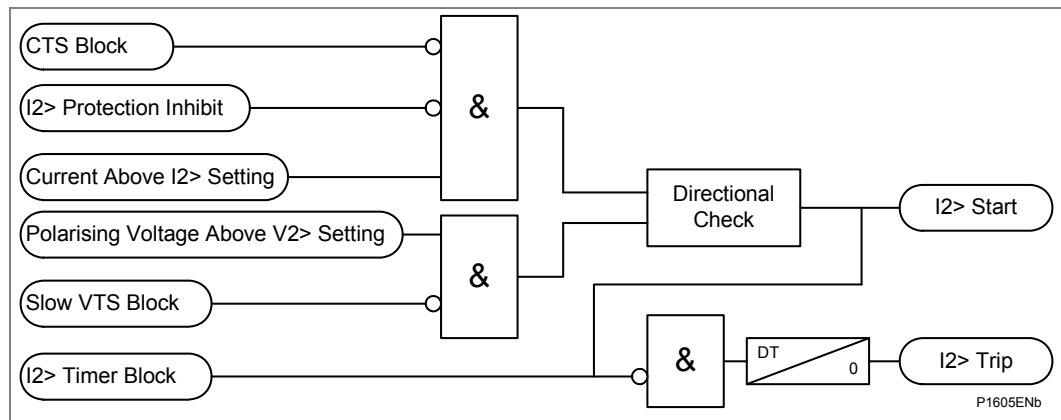 CTS Block
I2> Protection Inhibit
&
Current Above I2> Setting
Directional
Check
I2> Start
Polarising Voltage Above V2> Setting
&
Slow VTS Block
I2> Timer Block
&
DT
0
I2> Trip
P1605ENb